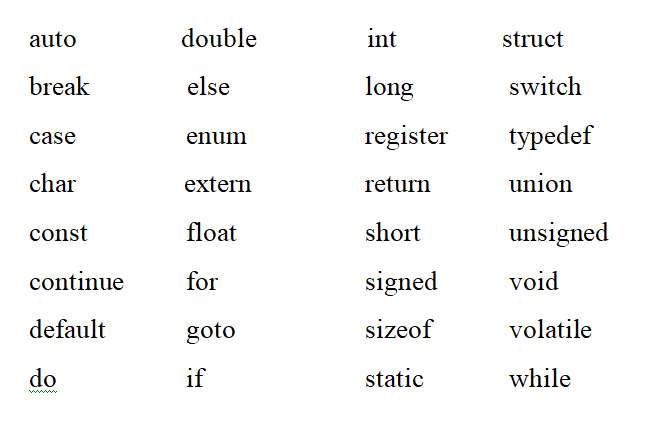 auto double int struct
break else long switch
case enum register typedef
char extern return union
const float short unsigned
continue for signed void
default goto sizeof volatile
do if static while